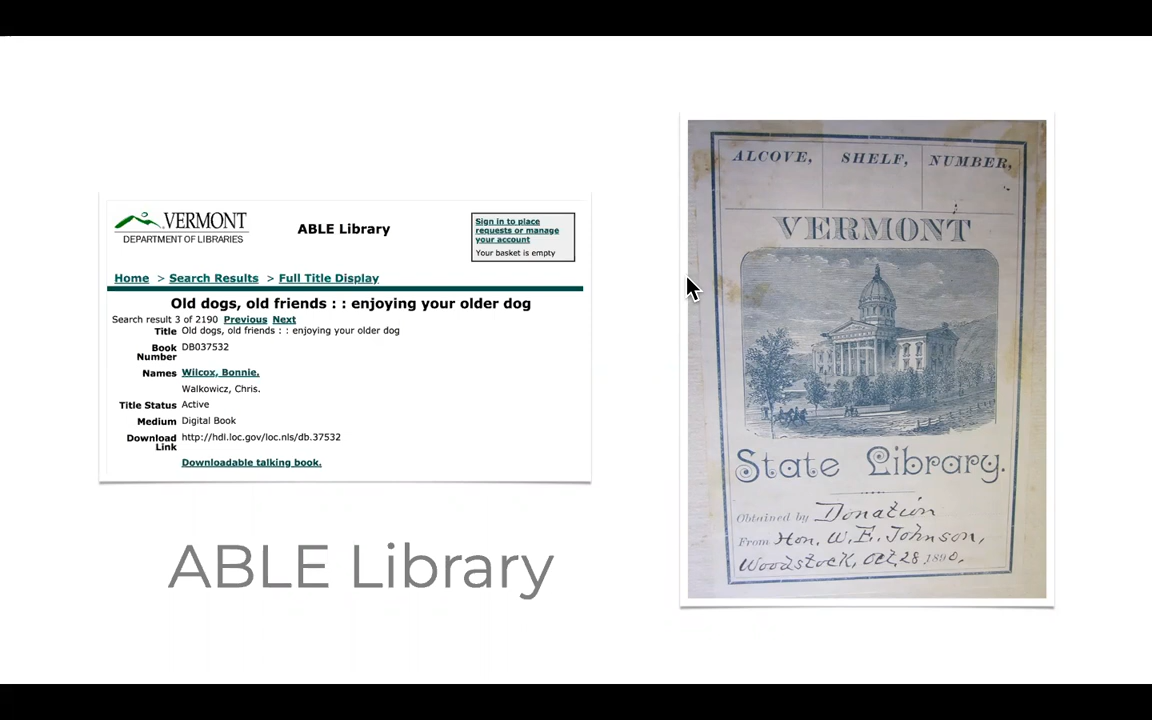 VERMONT
DEPARTMENT OF LIBRARIES
ABLE Library
Sign in to place
requests or manage
your account
Your basket is empty
Home > Search Results > Full Title Display
Old dogs, old friends : : enjoying your older dog
Search result 3 of 2190 Previous Next
Title Old dogs, old friends : : enjoying your older dog
Book Number DB037532
Names Wilcox, Bonnie.
Walkowicz, Chris.
Title Status Active
Medium Digital Book
Download Link http://hdl.loc.gov/loc.nls/db.37532
Downloadable talking book.
ABLE Library
ALCOVE, SHELF, NUMBER,
VERMONT
State Library.
Obtained by Donation
From Hon. W. E. Johnson,
Woodstock, Oct, 28 1890.